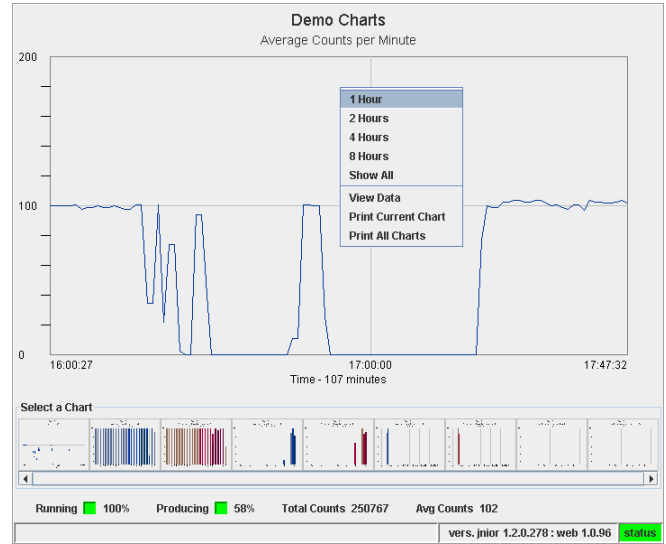 Demo Charts
Average Counts per Minute
200
1 Hour
2 Hours
4 Hours
8 Hours
Show All
View Data
100
Print Current Chart
Print All Charts
0
16:00:27 17:00:00 17:47:32
Time - 107 minutes
Select a Chart
Running 100% Producing 58% Total Counts 250767 Avg Counts 102
vers. jnior 1.2.0.278 : web 1.0.96 status